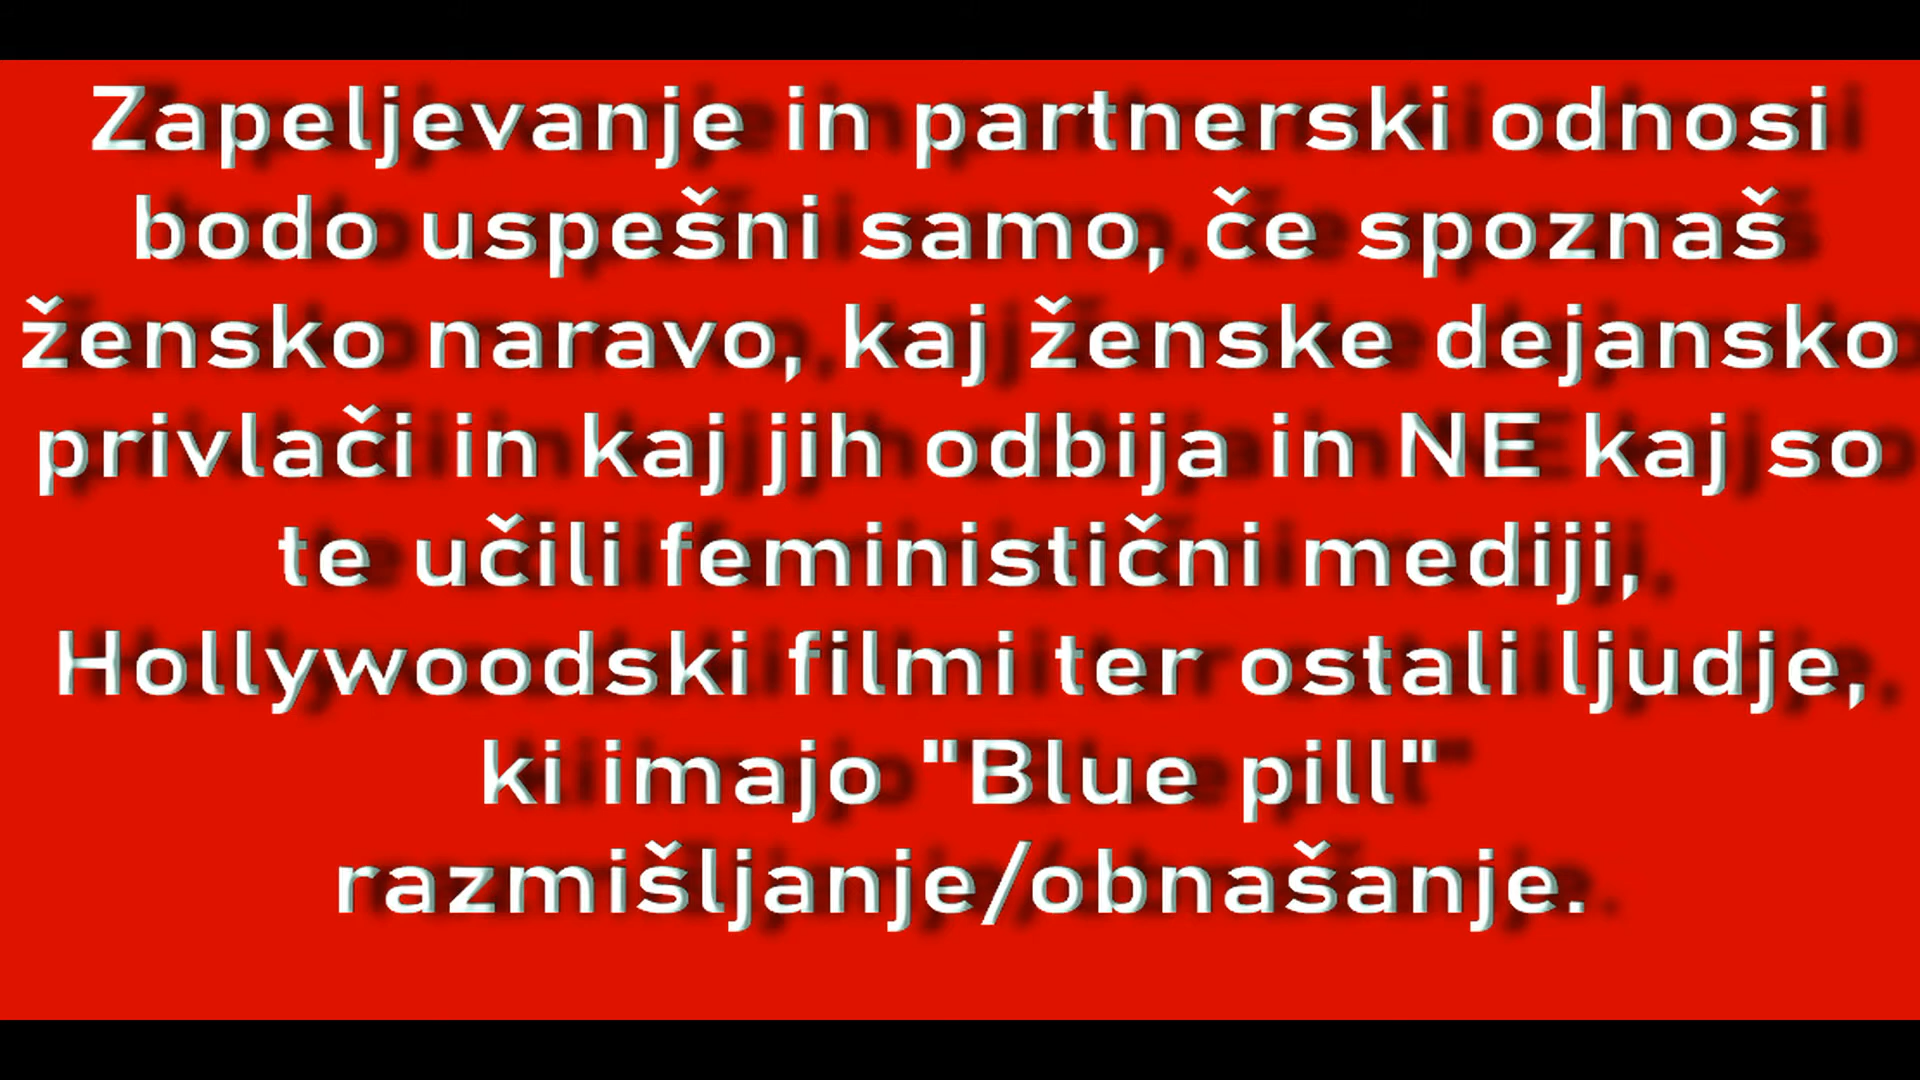 Zapeljevanje in partnerski odnosi
bodo uspešni samo, če spoznaš
žensko naravo, kaj ženske dejansko
privlači in kaj jih odbija in NE kaj so
te učili feministični mediji,
Hollywoodski filmi ter ostali ljudje,
ki imajo "Blue pill"
razmišljanje/obnašanje.